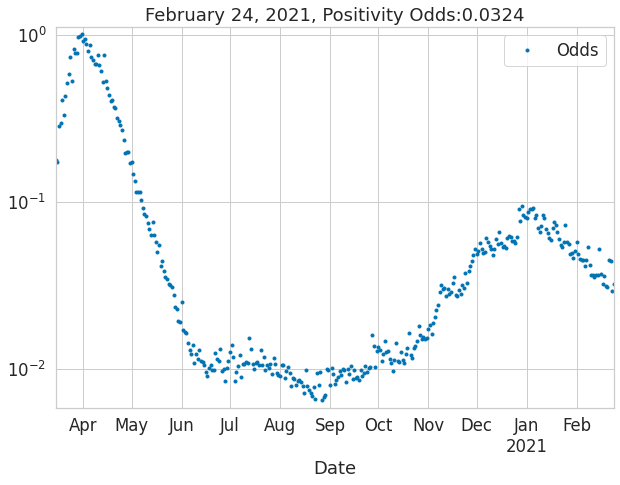 February 24, 2021, Positivity Odds:0.0324
Odds
10⁰
10⁻¹
10⁻²
Apr May Jun Jul Aug Sep Oct Nov Dec Jan Feb
2021
Date